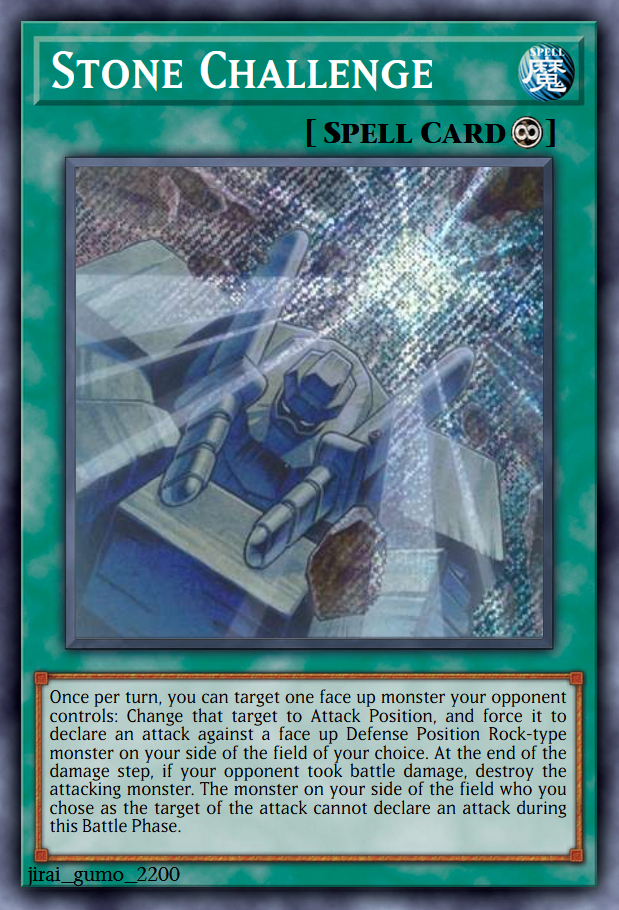 STONE CHALLENGE
SPELL
魔
[ SPELL CARD ]
Once per turn, you can target one face up monster your opponent
controls: Change that target to Attack Position, and force it to
declare an attack against a face up Defense Position Rock-type
monster on your side of the field of your choice. At the end of the
damage step, if your opponent took battle damage, destroy the
attacking monster. The monster on your side of the field who you
chose as the target of the attack cannot declare an attack during
this Battle Phase.
jirai_gumo_2200